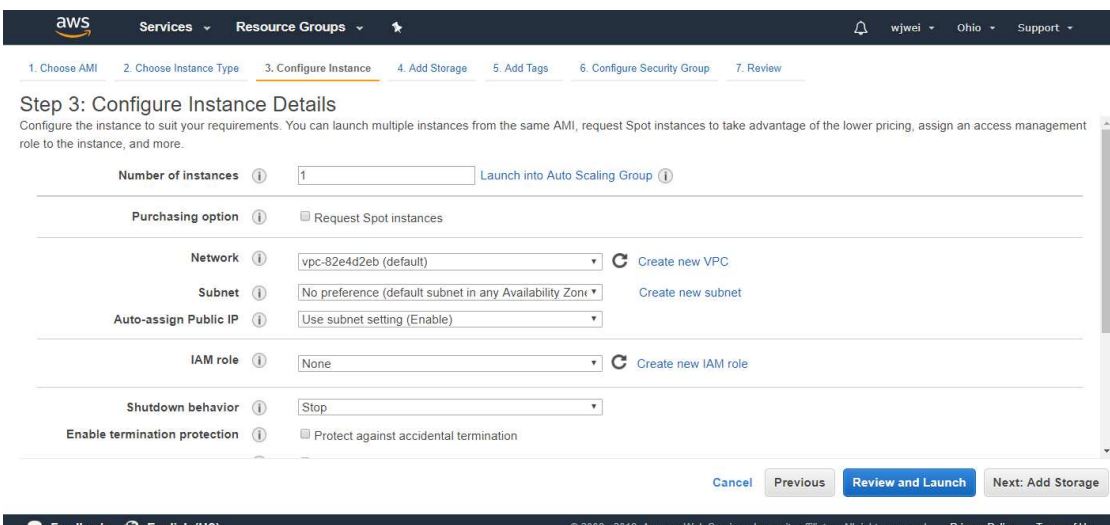 aws Services Resource Groups wjwei Ohio Support
1. Choose AMI 2. Choose Instance Type 3. Configure Instance 4. Add Storage 5. Add Tags 6. Configure Security Group 7. Review
Step 3: Configure Instance Details
Configure the instance to suit your requirements. You can launch multiple instances from the same AMI, request Spot instances to take advantage of the lower pricing, assign an access management
role to the instance, and more.
Number of instances 1 Launch into Auto Scaling Group
Purchasing option Request Spot instances
Network vpc-82e4d2eb (default) Create new VPC
Subnet No preference (default subnet in any Availability Zone Create new subnet
Auto-assign Public IP Use subnet setting (Enable)
IAM role None Create new IAM role
Shutdown behavior Stop
Enable termination protection Protect against accidental termination
Cancel Previous Review and Launch Next: Add Storage